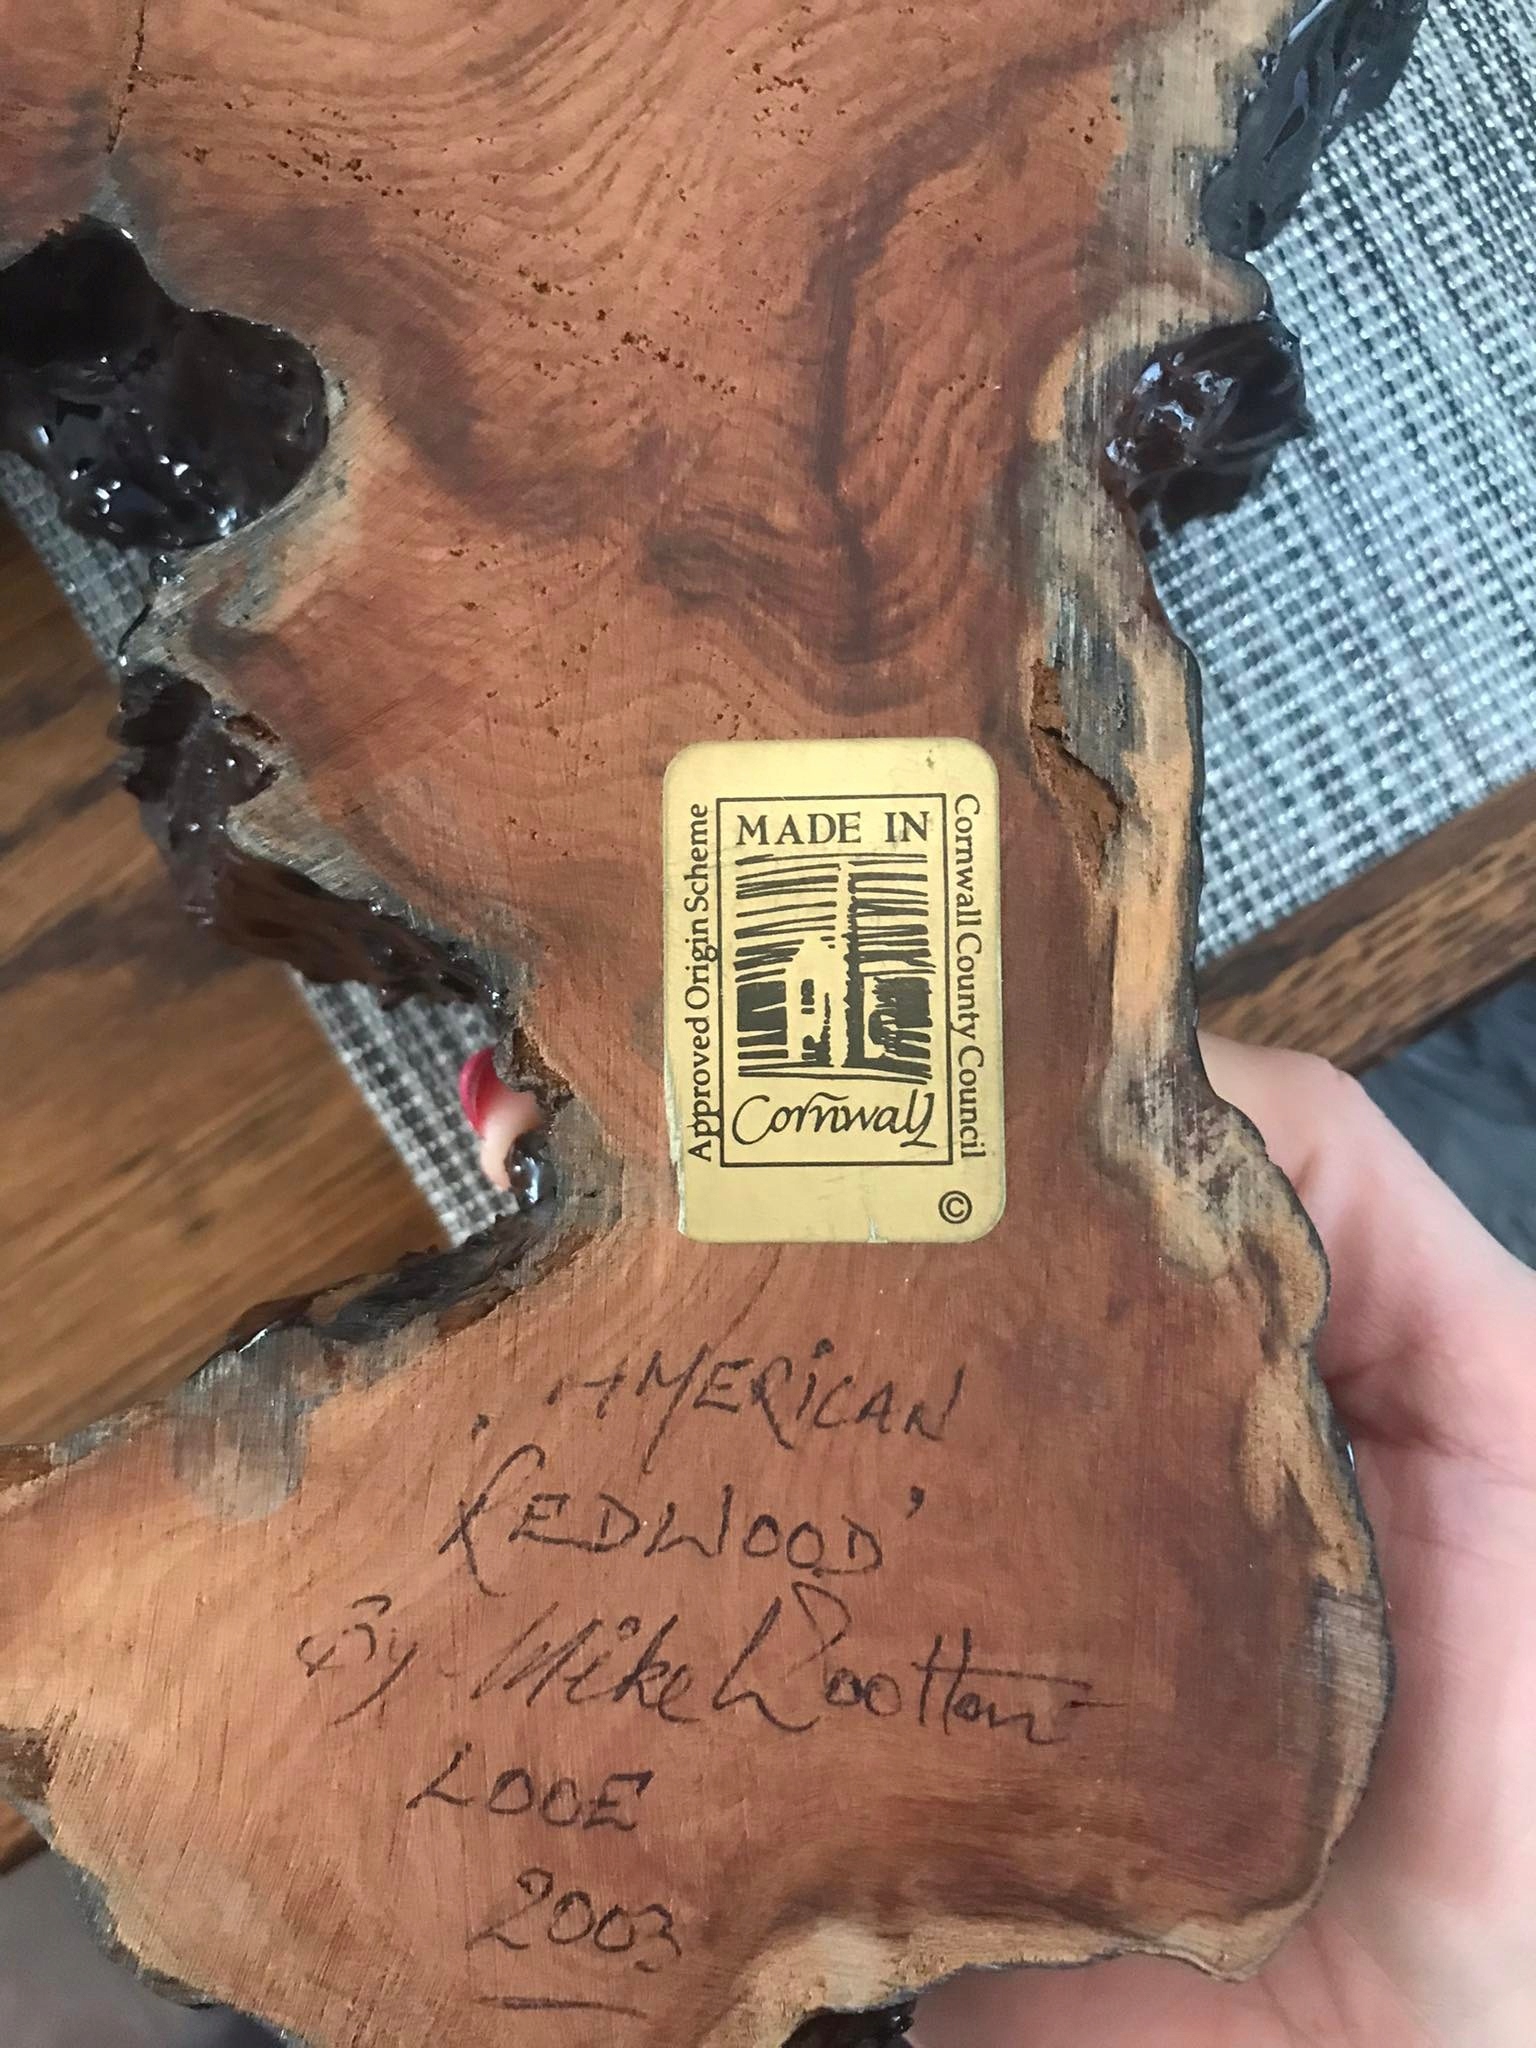 MADE IN
Cornwall
Approved Origin Scheme
Cornwall County Council
©
'AMERICAN
REDWOOD'
By Mike Wootton
LOOE
2003